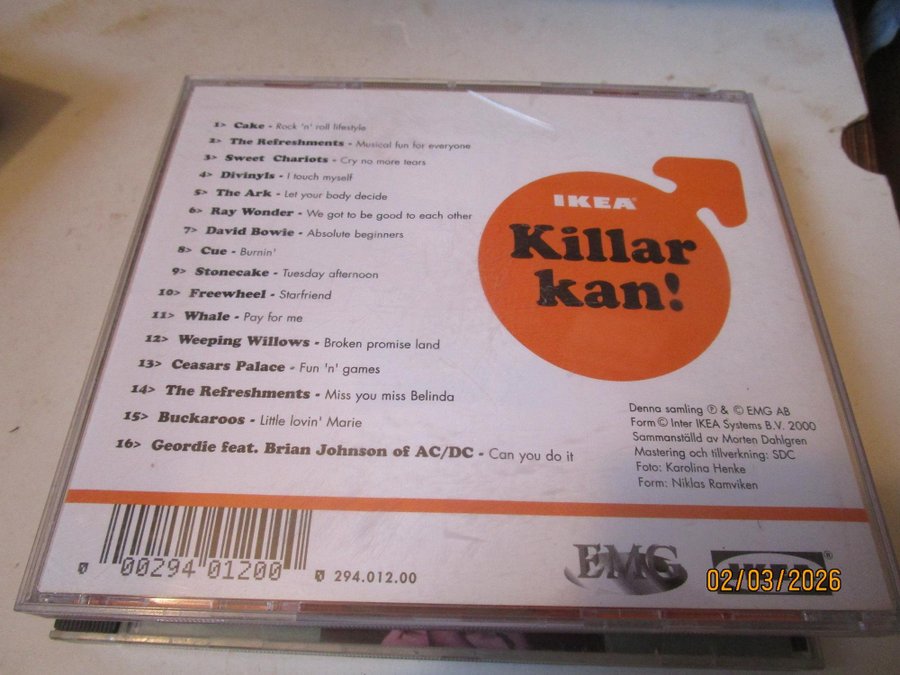 1> Cake - Rock 'n' roll lifestyle
2> The Refreshments - Musical fun for everyone
3> Sweet Chariots - Cry no more tears
4> Divinyls - I touch myself
5> The Ark - Let your body decide
6> Ray Wonder - We got to be good to each other
7> David Bowie - Absolute beginners
8> Cue - Burnin'
9> Stonecake - Tuesday afternoon
10> Freewheel - Starfriend
11> Whale - Pay for me
12> Weeping Willows - Broken promise land
13> Ceasars Palace - Fun 'n' games
14> The Refreshments - Miss you miss Belinda
15> Buckaroos - Little lovin' Marie
16> Geordie feat. Brian Johnson of AC/DC - Can you do it
IKEA®
Killar
kan!
Denna samling ℗ & © EMG AB
Form © Inter IKEA Systems B.V. 2000
Sammanställd av Morten Dahlgren
Mastering och tillverkning: SDC
Foto: Karolina Henke
Form: Niklas Ramviken
00294 01200
294.012.00
EMG
IKEA®
02/03/2026